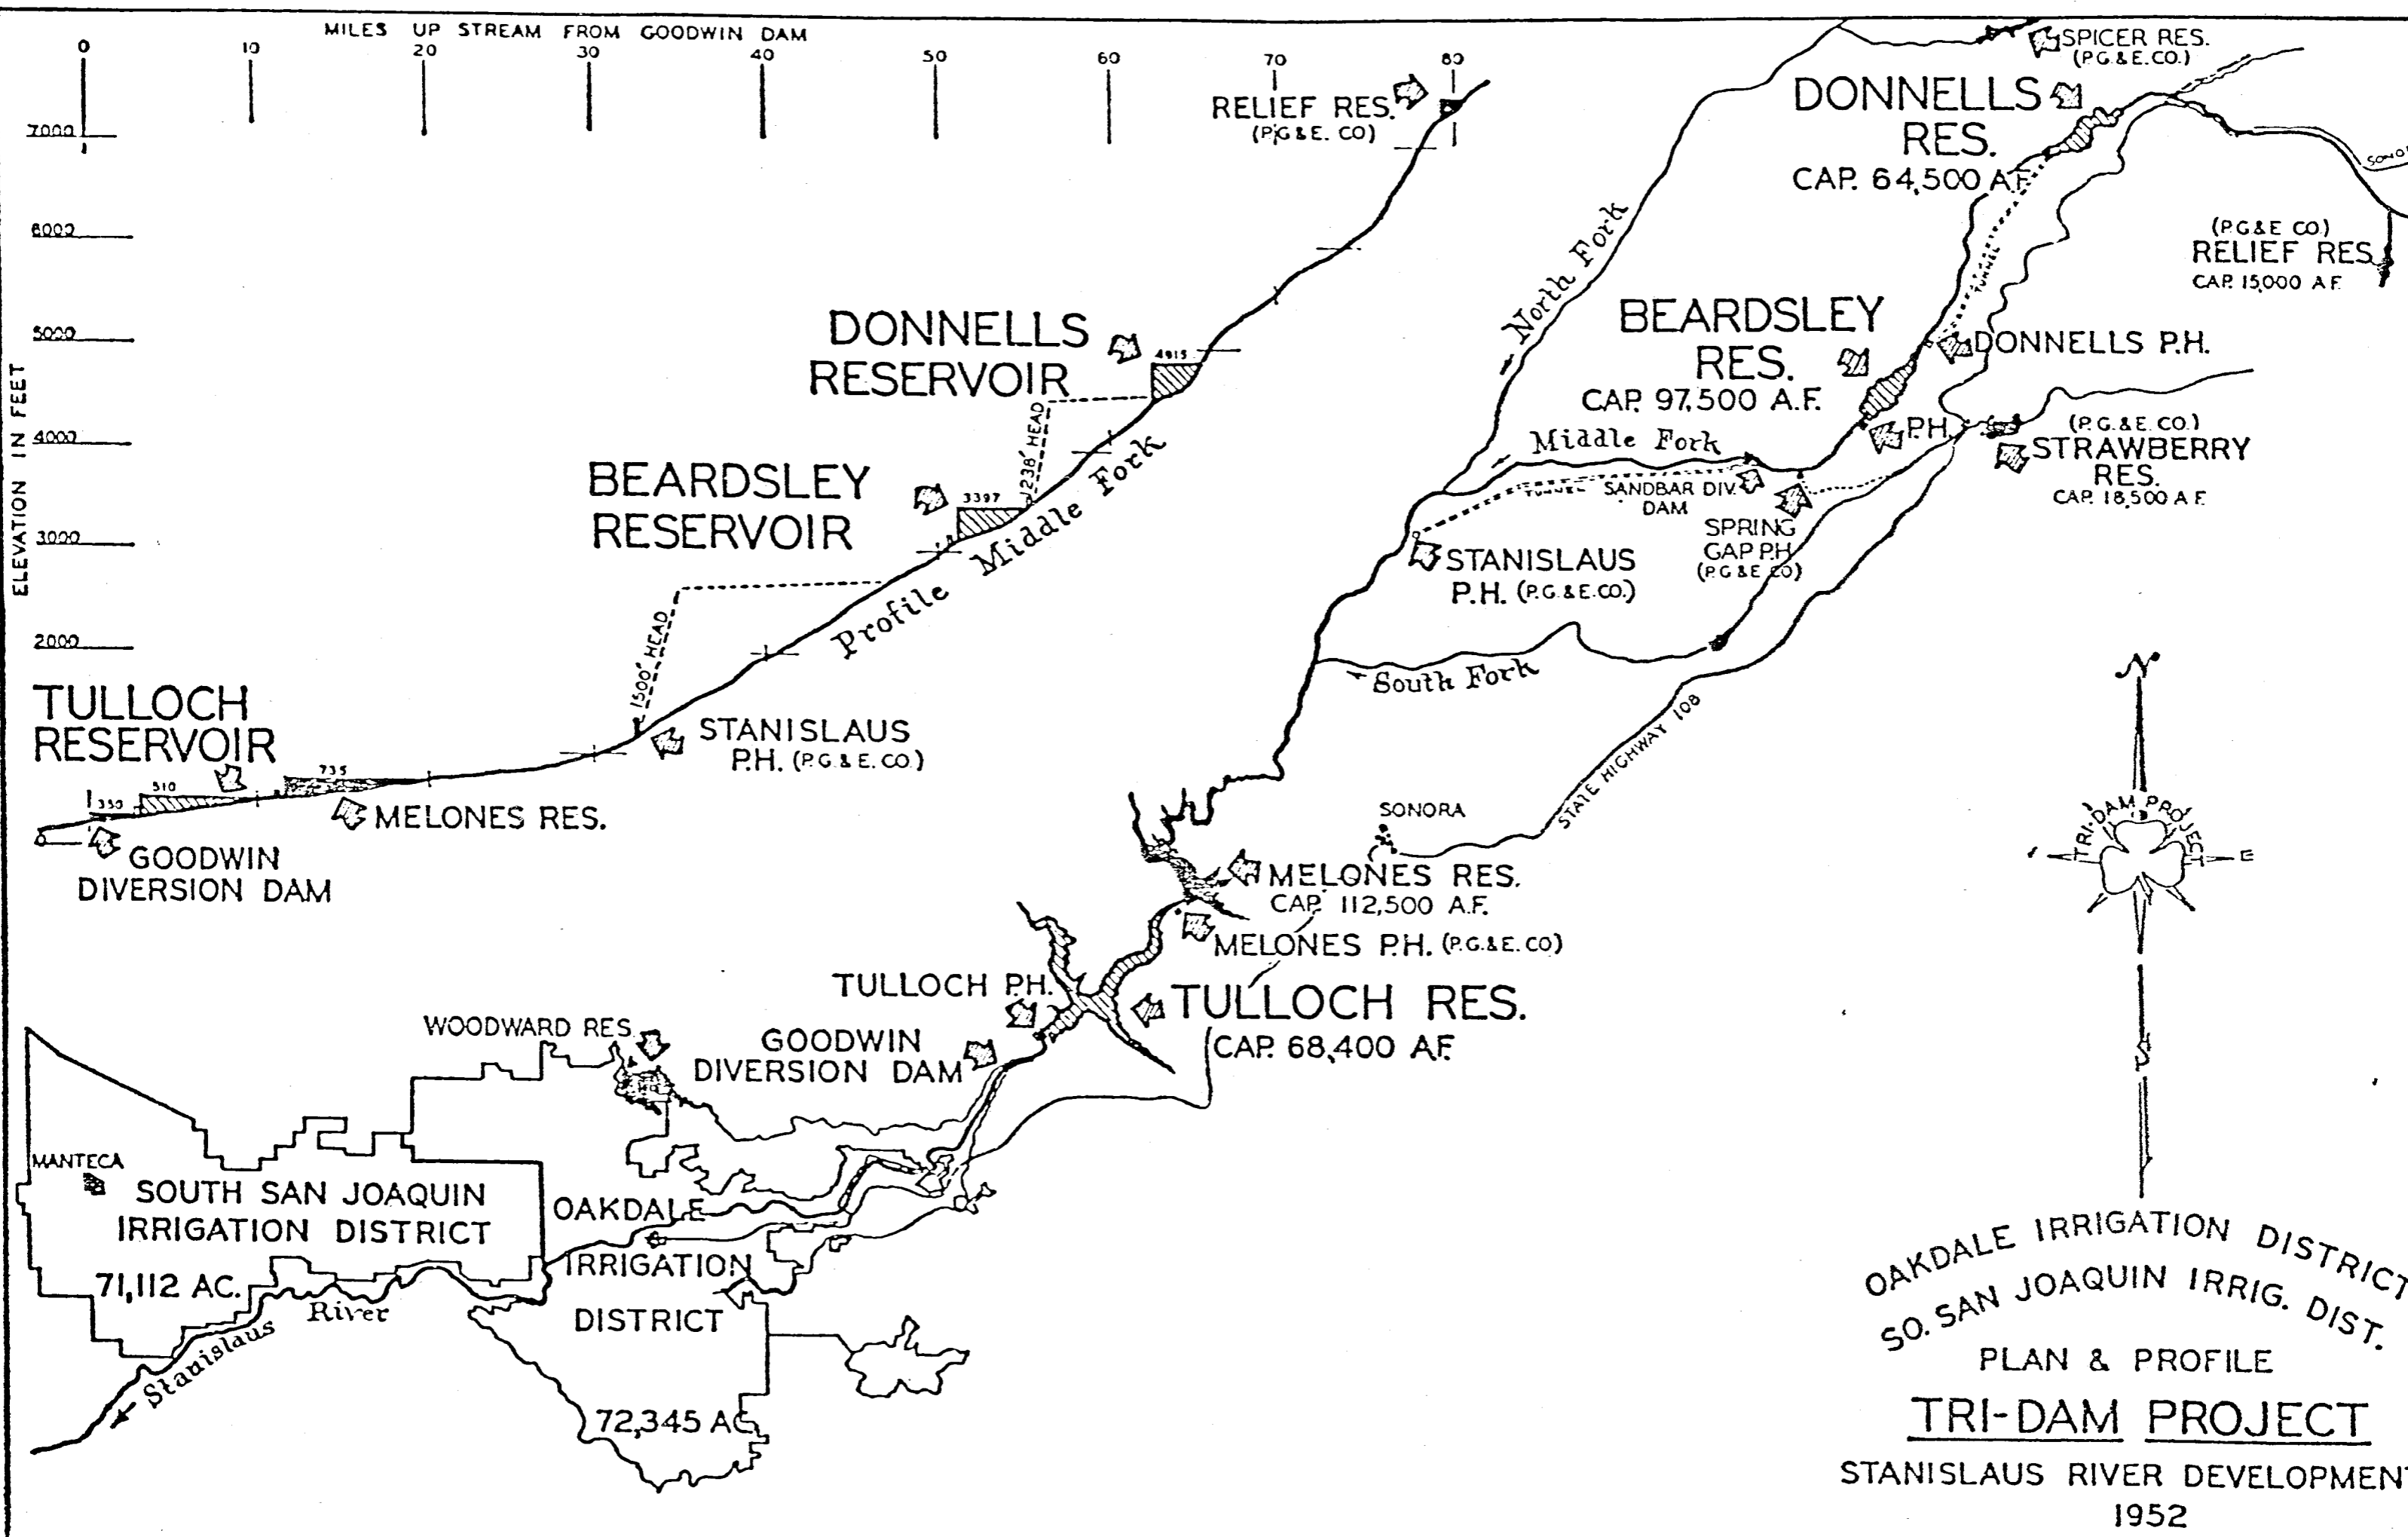 MILES UP STREAM FROM GOODWIN DAM
0 10 20 30 40 50 60 70 80
ELEVATION IN FEET
7000
6000
5000
4000
3000
2000
RELIEF RES.
(P.G.&E. CO)
DONNELLS
RESERVOIR
4915
1238' HEAD
BEARDSLEY
RESERVOIR
3397
Profile Middle Fork
1500' HEAD
STANISLAUS
P.H. (P.G.&E.CO.)
TULLOCH
RESERVOIR
350
510
735
MELONES RES.
GOODWIN
DIVERSION DAM
SPICER RES.
(P.G.&E.CO.)
DONNELLS
RES.
CAP. 64,500 A.F.
(P.G.&E CO.)
RELIEF RES.
CAP. 15,000 A.F.
North Fork
TUNNEL
BEARDSLEY
RES.
CAP. 97,500 A.F.
DONNELLS P.H.
P.H.
(P.G.&E.CO.)
STRAWBERRY
RES.
CAP. 18,500 A.F.
Middle Fork
TUNNEL
SANDBAR DIV.
DAM
SPRING
GAP P.H.
(P.G.&E.CO)
STANISLAUS
P.H. (P.G.&E.CO.)
South Fork
STATE HIGHWAY 108
SONORA
MELONES RES.
CAP. 112,500 A.F.
MELONES P.H. (P.G.&E.CO)
TULLOCH P.H.
TULLOCH RES.
CAP. 68,400 A.F.
WOODWARD RES.
GOODWIN
DIVERSION DAM
MANTECA
SOUTH SAN JOAQUIN
IRRIGATION DISTRICT
71,112 AC.
OAKDALE
IRRIGATION
DISTRICT
72,345 AC.
Stanislaus River
N
TRI-DAM PROJECT
E
OAKDALE IRRIGATION DISTRICT
SO. SAN JOAQUIN IRRIG. DIST.
PLAN & PROFILE
TRI-DAM PROJECT
STANISLAUS RIVER DEVELOPMENT
1952